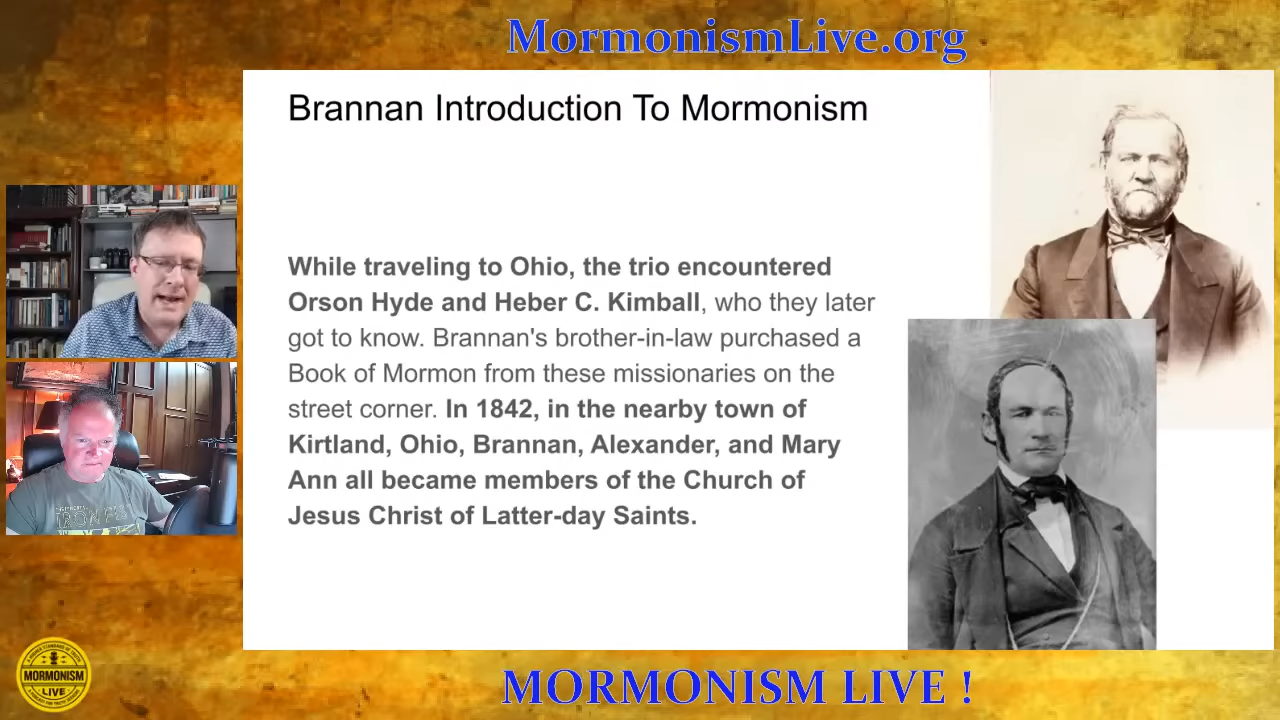 MormonismLive.org
Brannan Introduction To Mormonism
While traveling to Ohio, the trio encountered
Orson Hyde and Heber C. Kimball, who they later
got to know. Brannan's brother-in-law purchased a
Book of Mormon from these missionaries on the
street corner. In 1842, in the nearby town of
Kirtland, Ohio, Brannan, Alexander, and Mary
Ann all became members of the Church of
Jesus Christ of Latter-day Saints.
IRON
MORMONISM
LIVE
MORMONISM LIVE !